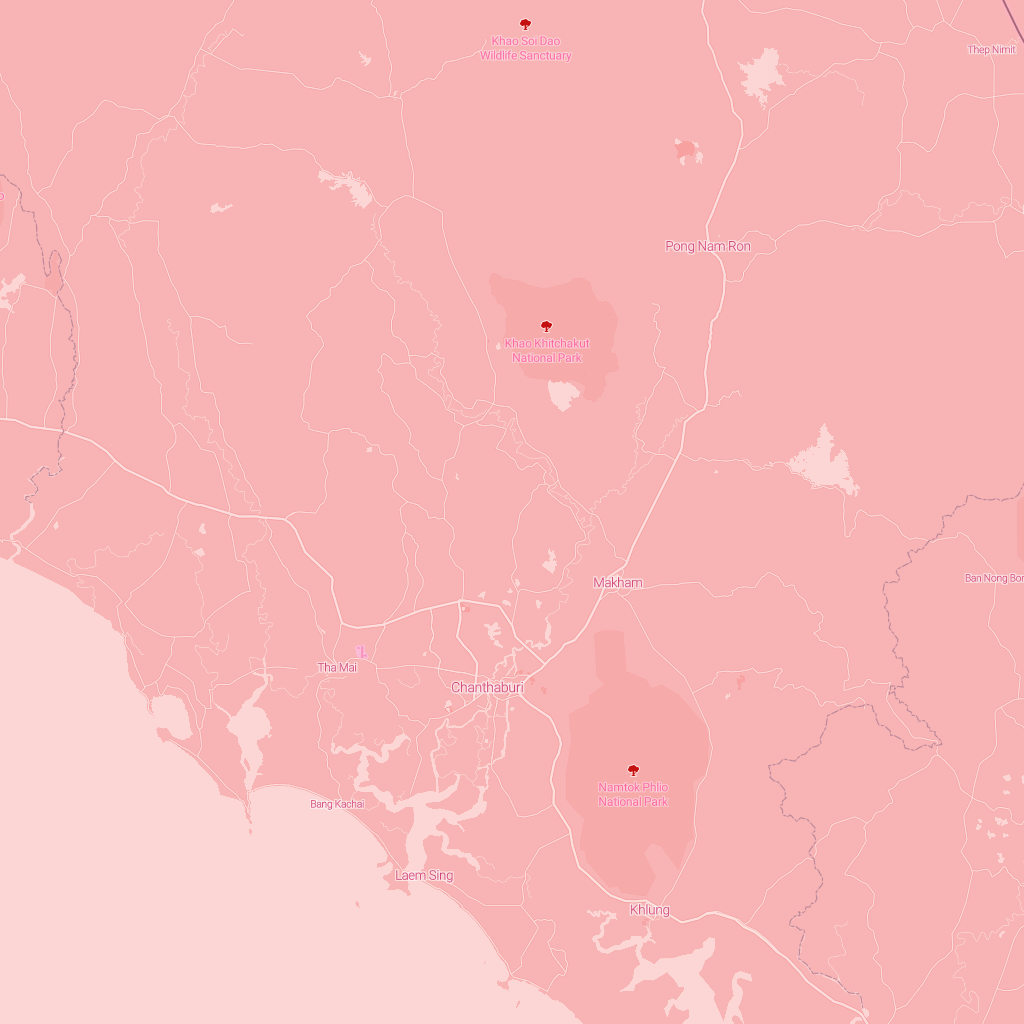 Khao Soi Dao
Wildlife Sanctuary
Thep Nimit
Pong Nam Ron
Khao Khitchakut
National Park
Ban Nong Bon
Makham
Tha Mai
Chanthaburi
Namtok Phlio
National Park
Bang Kachai
Laem Sing
Khlung